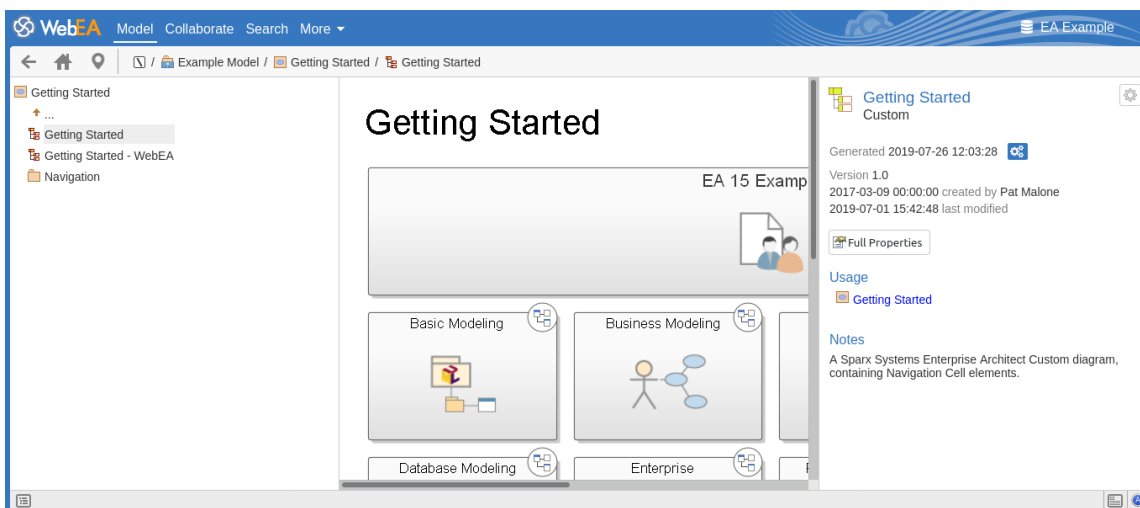 WebEA Model Collaborate Search More EA Example
/ Example Model / Getting Started / Getting Started
Getting Started
...
Getting Started
Getting Started - WebEA
Navigation
Getting Started
EA 15 Examp
Basic Modeling
Business Modeling
Database Modeling
Enterprise
Getting Started
Custom
Generated 2019-07-26 12:03:28
Version 1.0
2017-03-09 00:00:00 created by Pat Malone
2019-07-01 15:42:48 last modified
Full Properties
Usage
Getting Started
Notes
A Sparx Systems Enterprise Architect Custom diagram,
containing Navigation Cell elements.